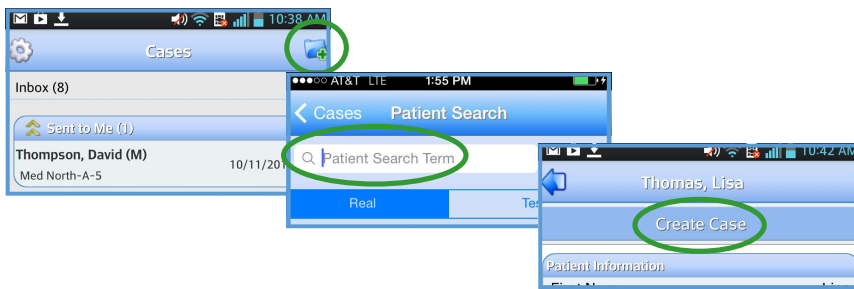 10:38 AM
Cases
Inbox (8)
Sent to Me (1)
Thompson, David (M)
10/11/201
Med North-A-5
AT&T LTE 1:55 PM
Cases Patient Search
Patient Search Term
Real Tes
10:42 AM
Thomas, Lisa
Create Case
Patient Information